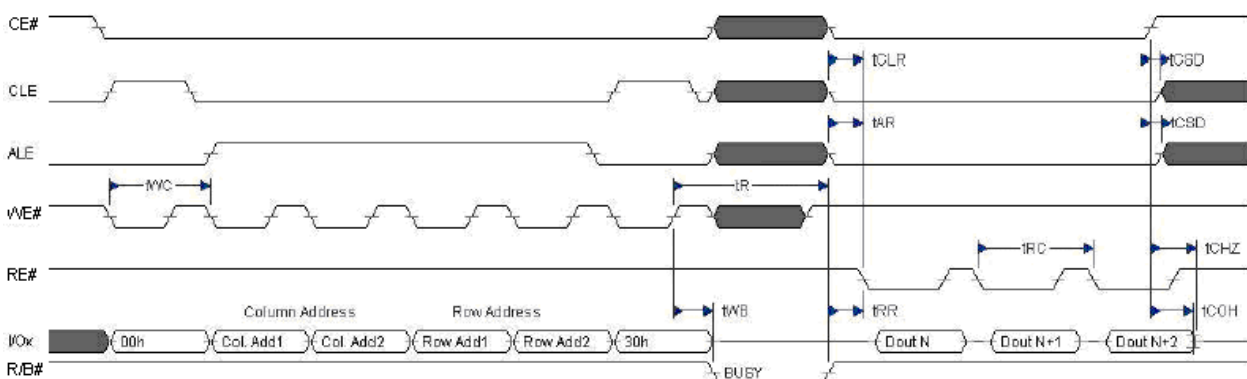 CE#
tCLR
tCSD
CLE
tAR
tCSD
ALE
tWC
tR
WE#
tRC
tCHZ
RE#
Column Address
Row Address
tWB
tRR
tCOH
I/Ox
00h
Col. Add1
Col. Add2
Row Add1
Row Add2
30h
Dout N
Dout N+1
Dout N+2
R/B#
BUSY